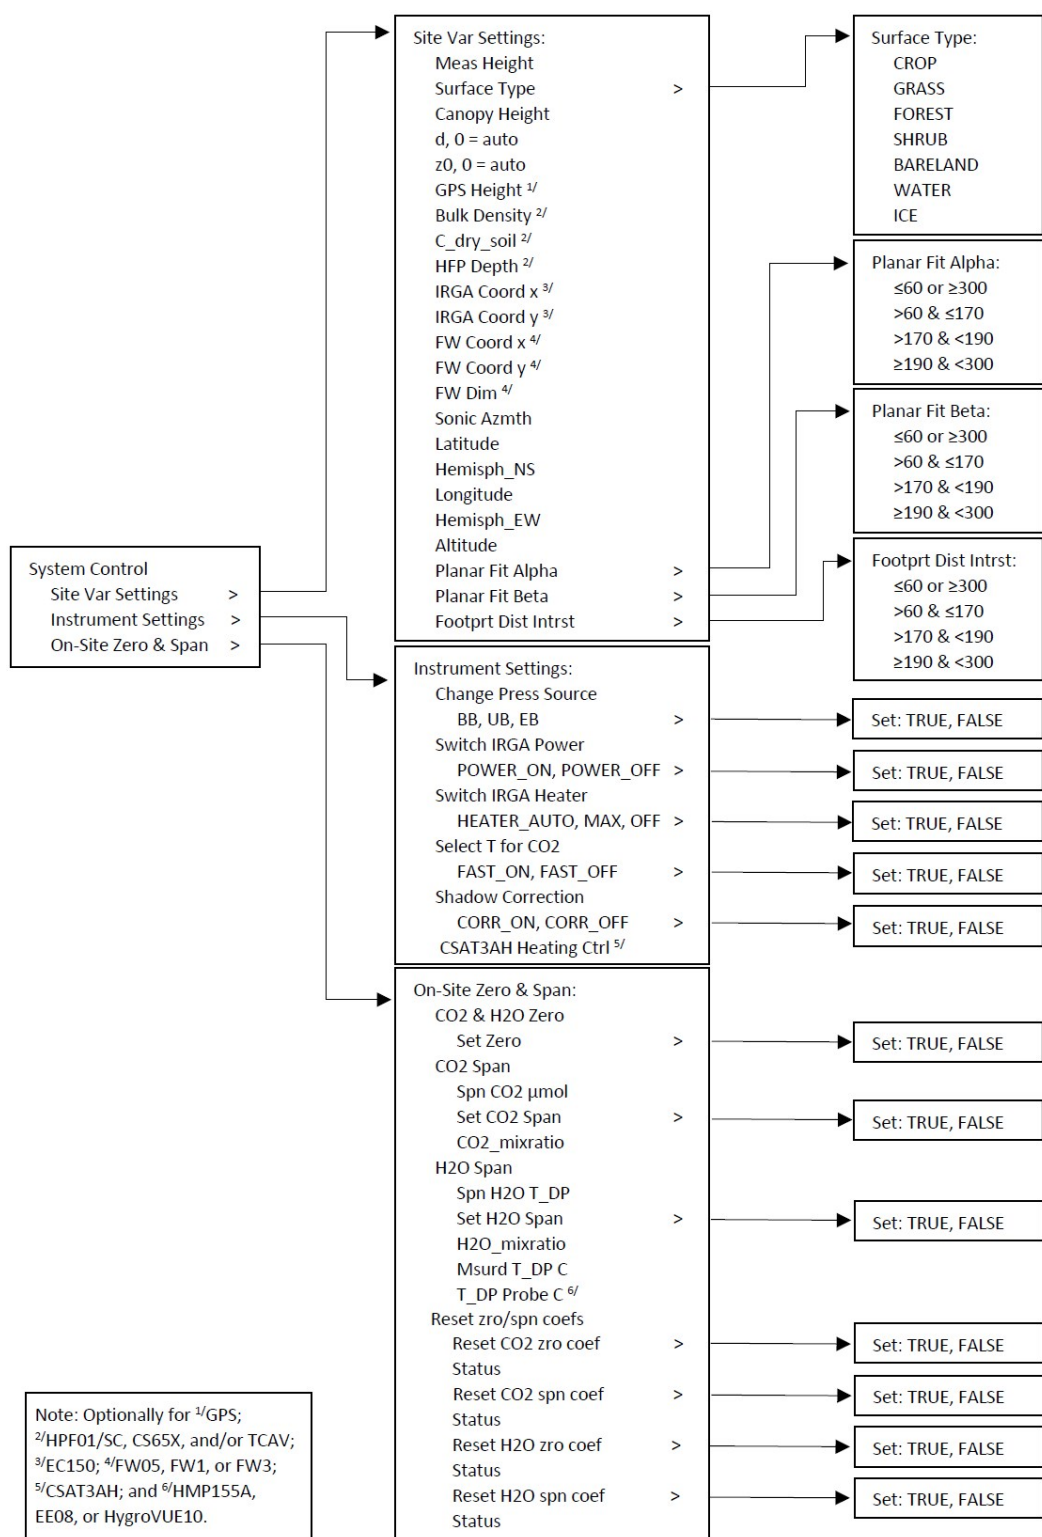 System Control
Site Var Settings >
Instrument Settings >
On-Site Zero & Span >
Site Var Settings:
Meas Height
Surface Type >
Canopy Height
d, 0 = auto
z0, 0 = auto
GPS Height 1/
Bulk Density 2/
C_dry_soil 2/
HFP Depth 2/
IRGA Coord x 3/
IRGA Coord y 3/
FW Coord x 4/
FW Coord y 4/
FW Dim 4/
Sonic Azmth
Latitude
Hemisph_NS
Longitude
Hemisph_EW
Altitude
Planar Fit Alpha >
Planar Fit Beta >
Footprt Dist Intrst >
Surface Type:
CROP
GRASS
FOREST
SHRUB
BARELAND
WATER
ICE
Planar Fit Alpha:
≤60 or ≥300
>60 & ≤170
>170 & <190
≥190 & <300
Planar Fit Beta:
≤60 or ≥300
>60 & ≤170
>170 & <190
≥190 & <300
Footprt Dist Intrst:
≤60 or ≥300
>60 & ≤170
>170 & <190
≥190 & <300
Instrument Settings:
Change Press Source
BB, UB, EB >
Switch IRGA Power
POWER_ON, POWER_OFF >
Switch IRGA Heater
HEATER_AUTO, MAX, OFF >
Select T for CO2
FAST_ON, FAST_OFF >
Shadow Correction
CORR_ON, CORR_OFF >
CSAT3AH Heating Ctrl 5/
Set: TRUE, FALSE
Set: TRUE, FALSE
Set: TRUE, FALSE
Set: TRUE, FALSE
Set: TRUE, FALSE
On-Site Zero & Span:
CO2 & H2O Zero
Set Zero >
CO2 Span
Spn CO2 µmol
Set CO2 Span >
CO2_mixratio
H2O Span
Spn H2O T_DP
Set H2O Span >
H2O_mixratio
Msurd T_DP C
T_DP Probe C 6/
Reset zro/spn coefs
Reset CO2 zro coef >
Status
Reset CO2 spn coef >
Status
Reset H2O zro coef >
Status
Reset H2O spn coef >
Status
Set: TRUE, FALSE
Set: TRUE, FALSE
Set: TRUE, FALSE
Set: TRUE, FALSE
Set: TRUE, FALSE
Set: TRUE, FALSE
Set: TRUE, FALSE
Note: Optionally for 1/GPS;
2/HPF01/SC, CS65X, and/or TCAV;
3/EC150; 4/FW05, FW1, or FW3;
5/CSAT3AH; and 6/HMP155A,
EE08, or HygroVUE10.